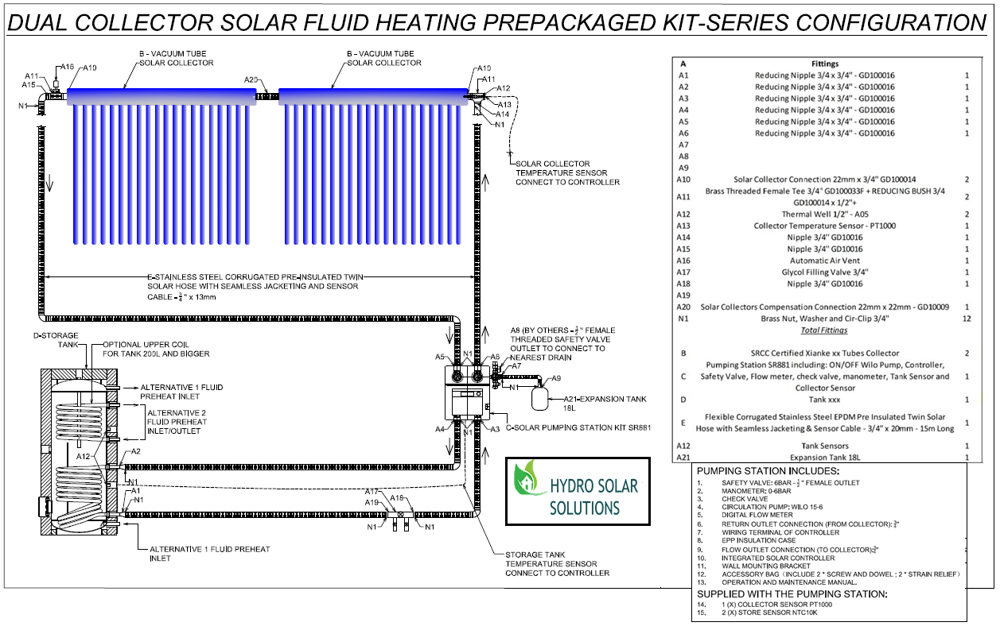 DUAL COLLECTOR SOLAR FLUID HEATING PREPACKAGED KIT-SERIES CONFIGURATION
B - VACUUM TUBE
SOLAR COLLECTOR
B - VACUUM TUBE
SOLAR COLLECTOR
A16
A10
A11
A15
N1
A20
A10
A11
A12
A13
A14
N1
SOLAR COLLECTOR
TEMPERATURE SENSOR
CONNECT TO CONTROLLER
E-STAINLESS STEEL CORRUGATED PRE-INSULATED TWIN
SOLAR HOSE WITH SEAMLESS JACKETING AND SENSOR
CABLE - 3/4 " x 13mm
D-STORAGE
TANK
OPTIONAL UPPER COIL
FOR TANK 200L AND BIGGER
ALTERNATIVE 1 FLUID
PREHEAT INLET
ALTERNATIVE 2
FLUID PREHEAT
INLET/OUTLET
A12
A2
N1
A1
N1
ALTERNATIVE 1 FLUID PREHEAT
INLET
A8 (BY OTHERS - 1/2 " FEMALE
THREADED SAFETY VALVE
OUTLET TO CONNECT TO
NEAREST DRAIN
A5
N1
A6
A7
N1
A9
A21-EXPANSION TANK
18L
C-SOLAR PUMPING STATION KIT SR881
A4
N1
A3
A17
A19
A18
N1
N1
STORAGE TANK
TEMPERATURE SENSOR
CONNECT TO CONTROLLER
HYDRO SOLAR
SOLUTIONS
A Fittings
A1 Reducing Nipple 3/4 x 3/4" - GD100016 1
A2 Reducing Nipple 3/4 x 3/4" - GD100016 1
A3 Reducing Nipple 3/4 x 3/4" - GD100016 1
A4 Reducing Nipple 3/4 x 3/4" - GD100016 1
A5 Reducing Nipple 3/4 x 3/4" - GD100016 1
A6 Reducing Nipple 3/4 x 3/4" - GD100016 1
A7
A8
A9
A10 Solar Collector Connection 22mm x 3/4" GD100014 2
A11 Brass Threaded Female Tee 3/4" GD100033F + REDUCING BUSH 3/4
GD100014 x 1/2"+ 2
A12 Thermal Well 1/2" - A05 2
A13 Collector Temperature Sensor - PT1000 1
A14 Nipple 3/4" GD10016 1
A15 Nipple 3/4" GD10016 1
A16 Automatic Air Vent 1
A17 Glycol Filling Valve 3/4" 1
A18 Nipple 3/4" GD10016 1
A19
A20 Solar Collectors Compensation Connection 22mm x 22mm - GD10009 1
N1 Brass Nut, Washer and Cir-Clip 3/4" 12
Total Fittings
B SRCC Certified Xianke xx Tubes Collector 2
Pumping Station SR881 including: ON/OFF Wilo Pump, Controller,
C Safety Valve, Flow meter, check valve, manometer, Tank Sensor and 1
Collector Sensor
D Tank xxx 1
E Flexible Corrugated Stainless Steel EPDM Pre Insulated Twin Solar
Hose with Seamless Jacketing & Sensor Cable - 3/4" x 20mm - 15m Long 1
A12 Tank Sensors 1
A21 Expansion Tank 18L 1
PUMPING STATION INCLUDES:
1. SAFETY VALVE: 6BAR - 1/2 " FEMALE OUTLET
2. MANOMETER: 0-6BAR
3. CHECK VALVE
4. CIRCULATION PUMP: WILO 15-6
5. DIGITAL FLOW METER
6. RETURN OUTLET CONNECTION (FROM COLLECTOR): 3/4"
7. WIRING TERMINAL OF CONTROLLER
8. EPP INSULATION CASE
9. FLOW OUTLET CONNECTION (TO COLLECTOR):3/4"
10. INTEGRATED SOLAR CONTROLLER
11. WALL MOUNTING BRACKET
12. ACCESSORY BAG (INCLUDE 2 * SCREW AND DOWEL ; 2 * STRAIN RELIEF)
13. OPERATION AND MAINTENANCE MANUAL.
SUPPLIED WITH THE PUMPING STATION:
14. 1 (X) COLLECTOR SENSOR PT1000
15. 2 (X) STORE SENSOR NTC10K